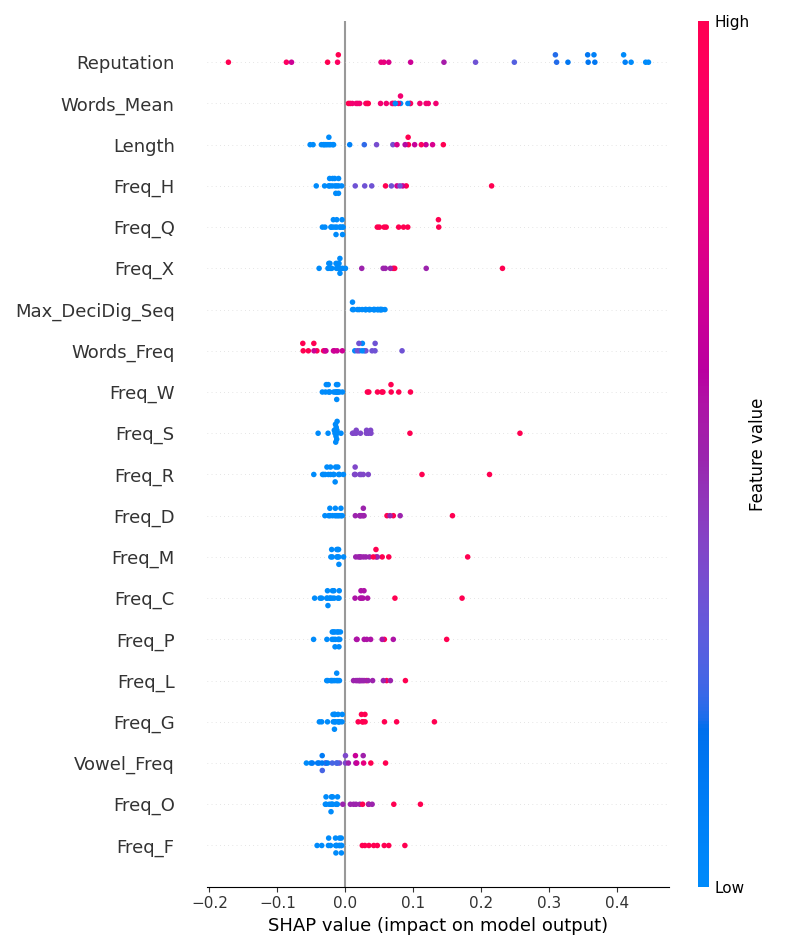 High
Reputation
Words_Mean
Length
Freq_H
Freq_Q
Freq_X
Max_DeciDig_Seq
Words_Freq
Freq_W
Freq_S
Freq_R
Freq_D
Freq_M
Freq_C
Freq_P
Freq_L
Freq_G
Vowel_Freq
Freq_O
Freq_F
Feature value
Low
−0.2 −0.1 0.0 0.1 0.2 0.3 0.4
SHAP value (impact on model output)